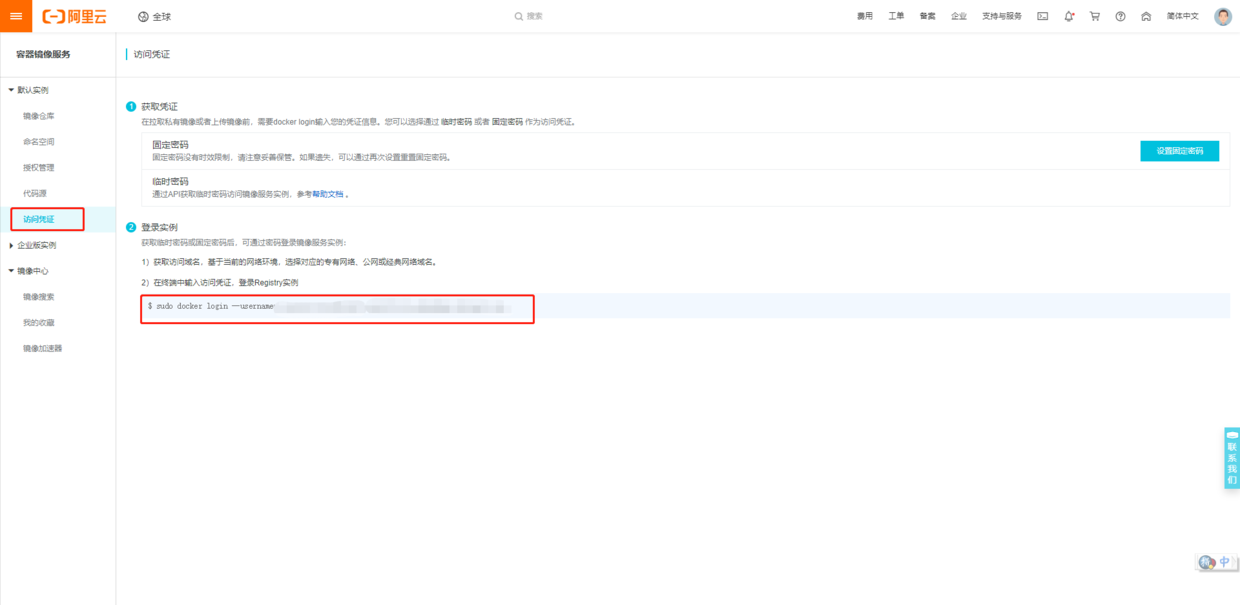 阿里云
全球
搜索
费用 工单 备案 企业 支持与服务 简体中文
容器镜像服务
访问凭证
默认实例
镜像仓库
命名空间
授权管理
代码源
访问凭证
企业版实例
镜像中心
镜像搜索
我的收藏
镜像加速器
1 获取凭证
在拉取私有镜像或者上传镜像前，需要docker login输入您的凭证信息。您可以选择通过 临时密码 或者 固定密码 作为访问凭证。
固定密码
固定密码没有时效限制，请注意妥善保管。如果遗失，可以通过再次设置重置固定密码。
设置固定密码
临时密码
通过API获取临时密码访问镜像服务实例，参考帮助文档 。
2 登录实例
获取临时密码或固定密码后，可通过密码登录镜像服务实例：
1）获取访问域名，基于当前的网络环境，选择对应的专有网络、公网或经典网络域名。
2）在终端中输入访问凭证，登录Registry实例
$ sudo docker login --username
联系我们
中